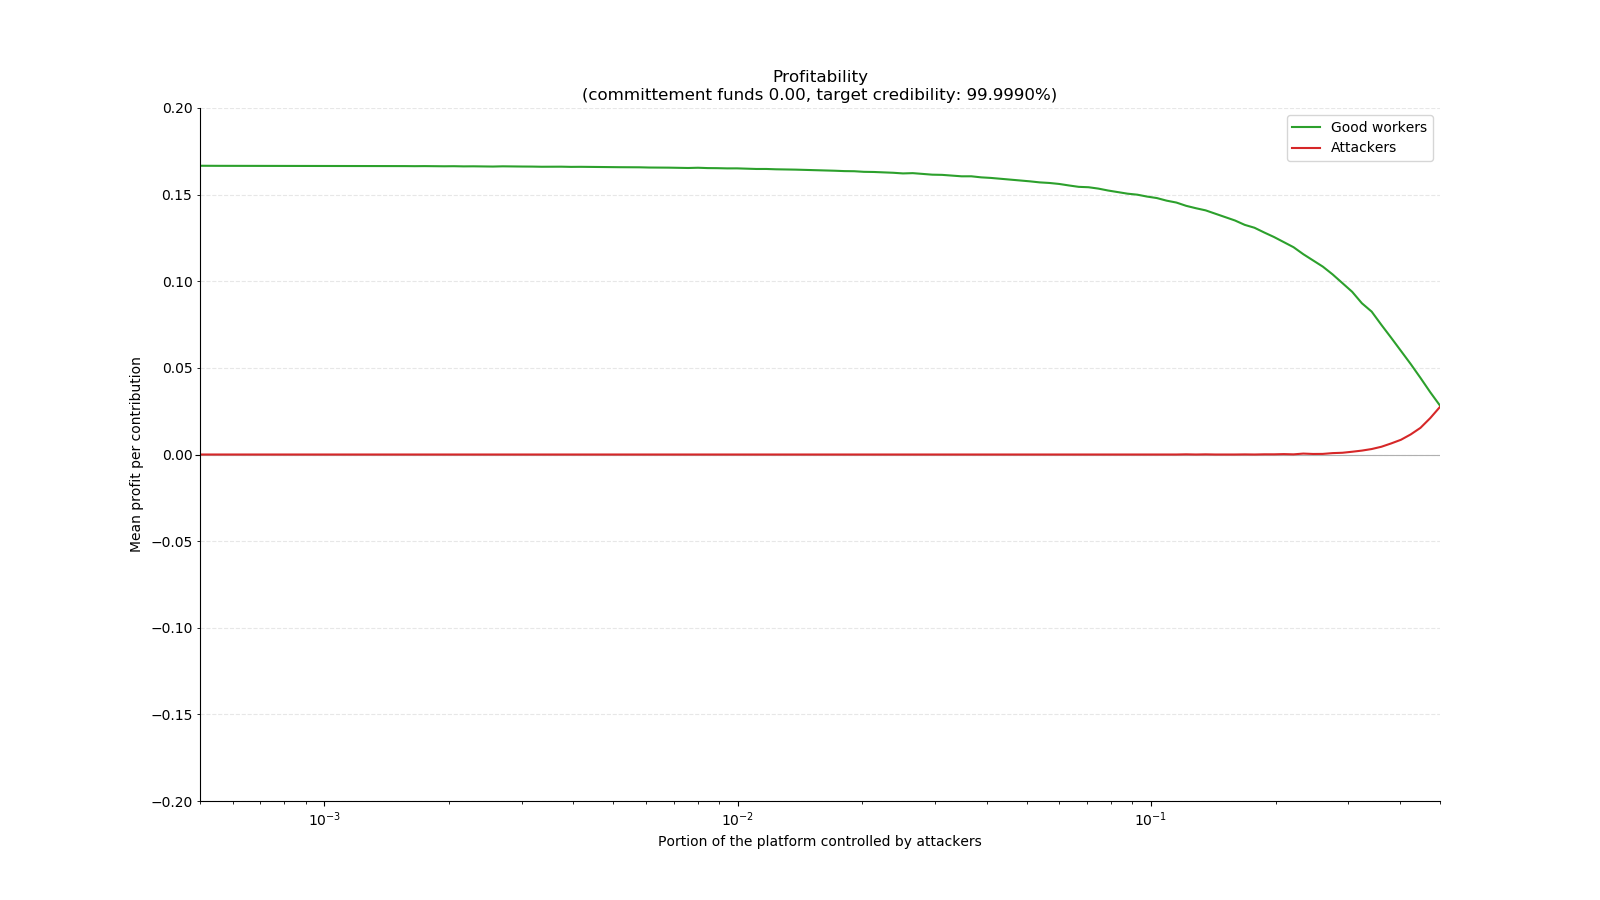 Profitability
(committement funds 0.00, target credibility: 99.9990%)
Good workers
Attackers
0.20
0.15
0.10
0.05
0.00
−0.05
−0.10
−0.15
−0.20
Mean profit per contribution
10⁻³
10⁻²
10⁻¹
Portion of the platform controlled by attackers